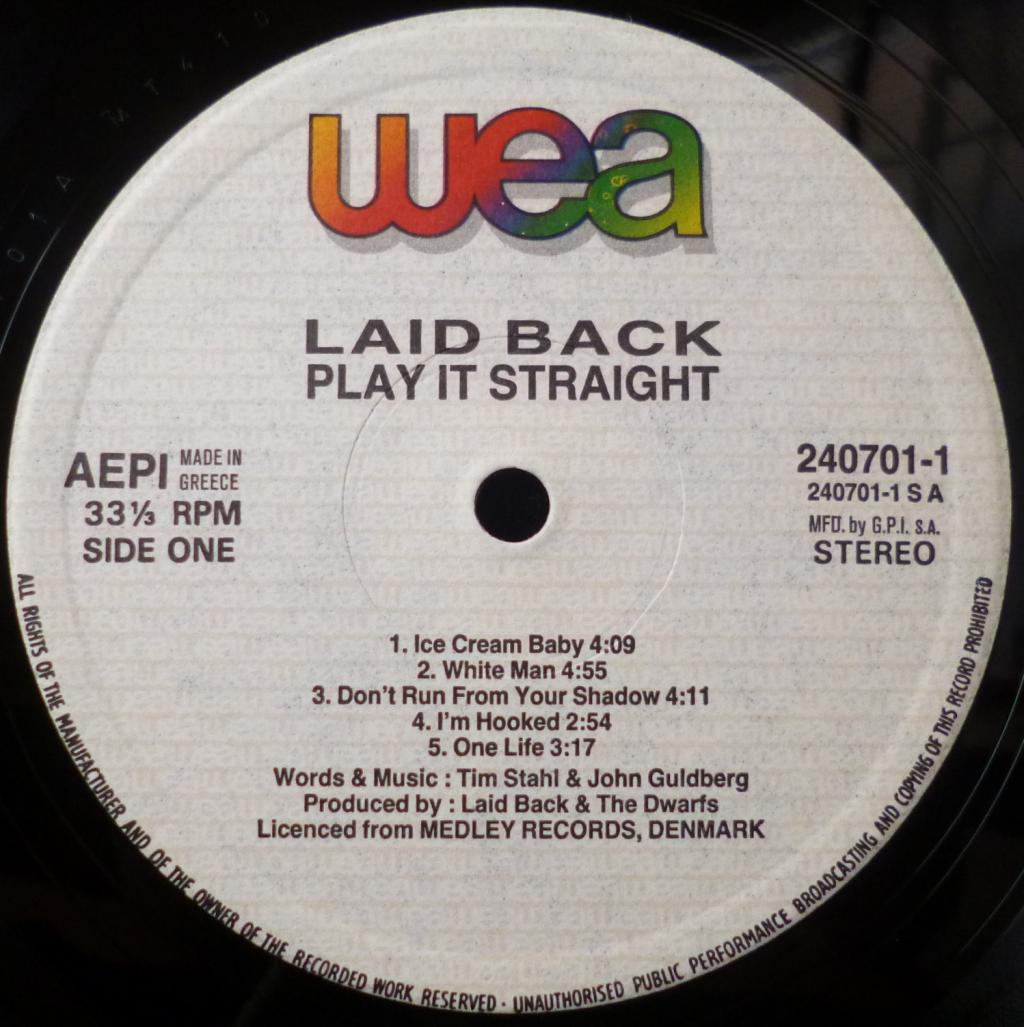 wea
LAID BACK
PLAY IT STRAIGHT
AEPI MADE IN GREECE
33⅓ RPM
SIDE ONE
240701-1
240701-1 S A
MFD. by G.P.I. S.A.
STEREO
1. Ice Cream Baby 4:09
2. White Man 4:55
3. Don't Run From Your Shadow 4:11
4. I'm Hooked 2:54
5. One Life 3:17
Words & Music : Tim Stahl & John Guldberg
Produced by : Laid Back & The Dwarfs
Licenced from MEDLEY RECORDS, DENMARK
ALL RIGHTS OF THE MANUFACTURER AND OF THE OWNER OF THE RECORDED WORK RESERVED · UNAUTHORISED PUBLIC PERFORMANCE BROADCASTING AND COPYING OF THIS RECORD PROHIBITED